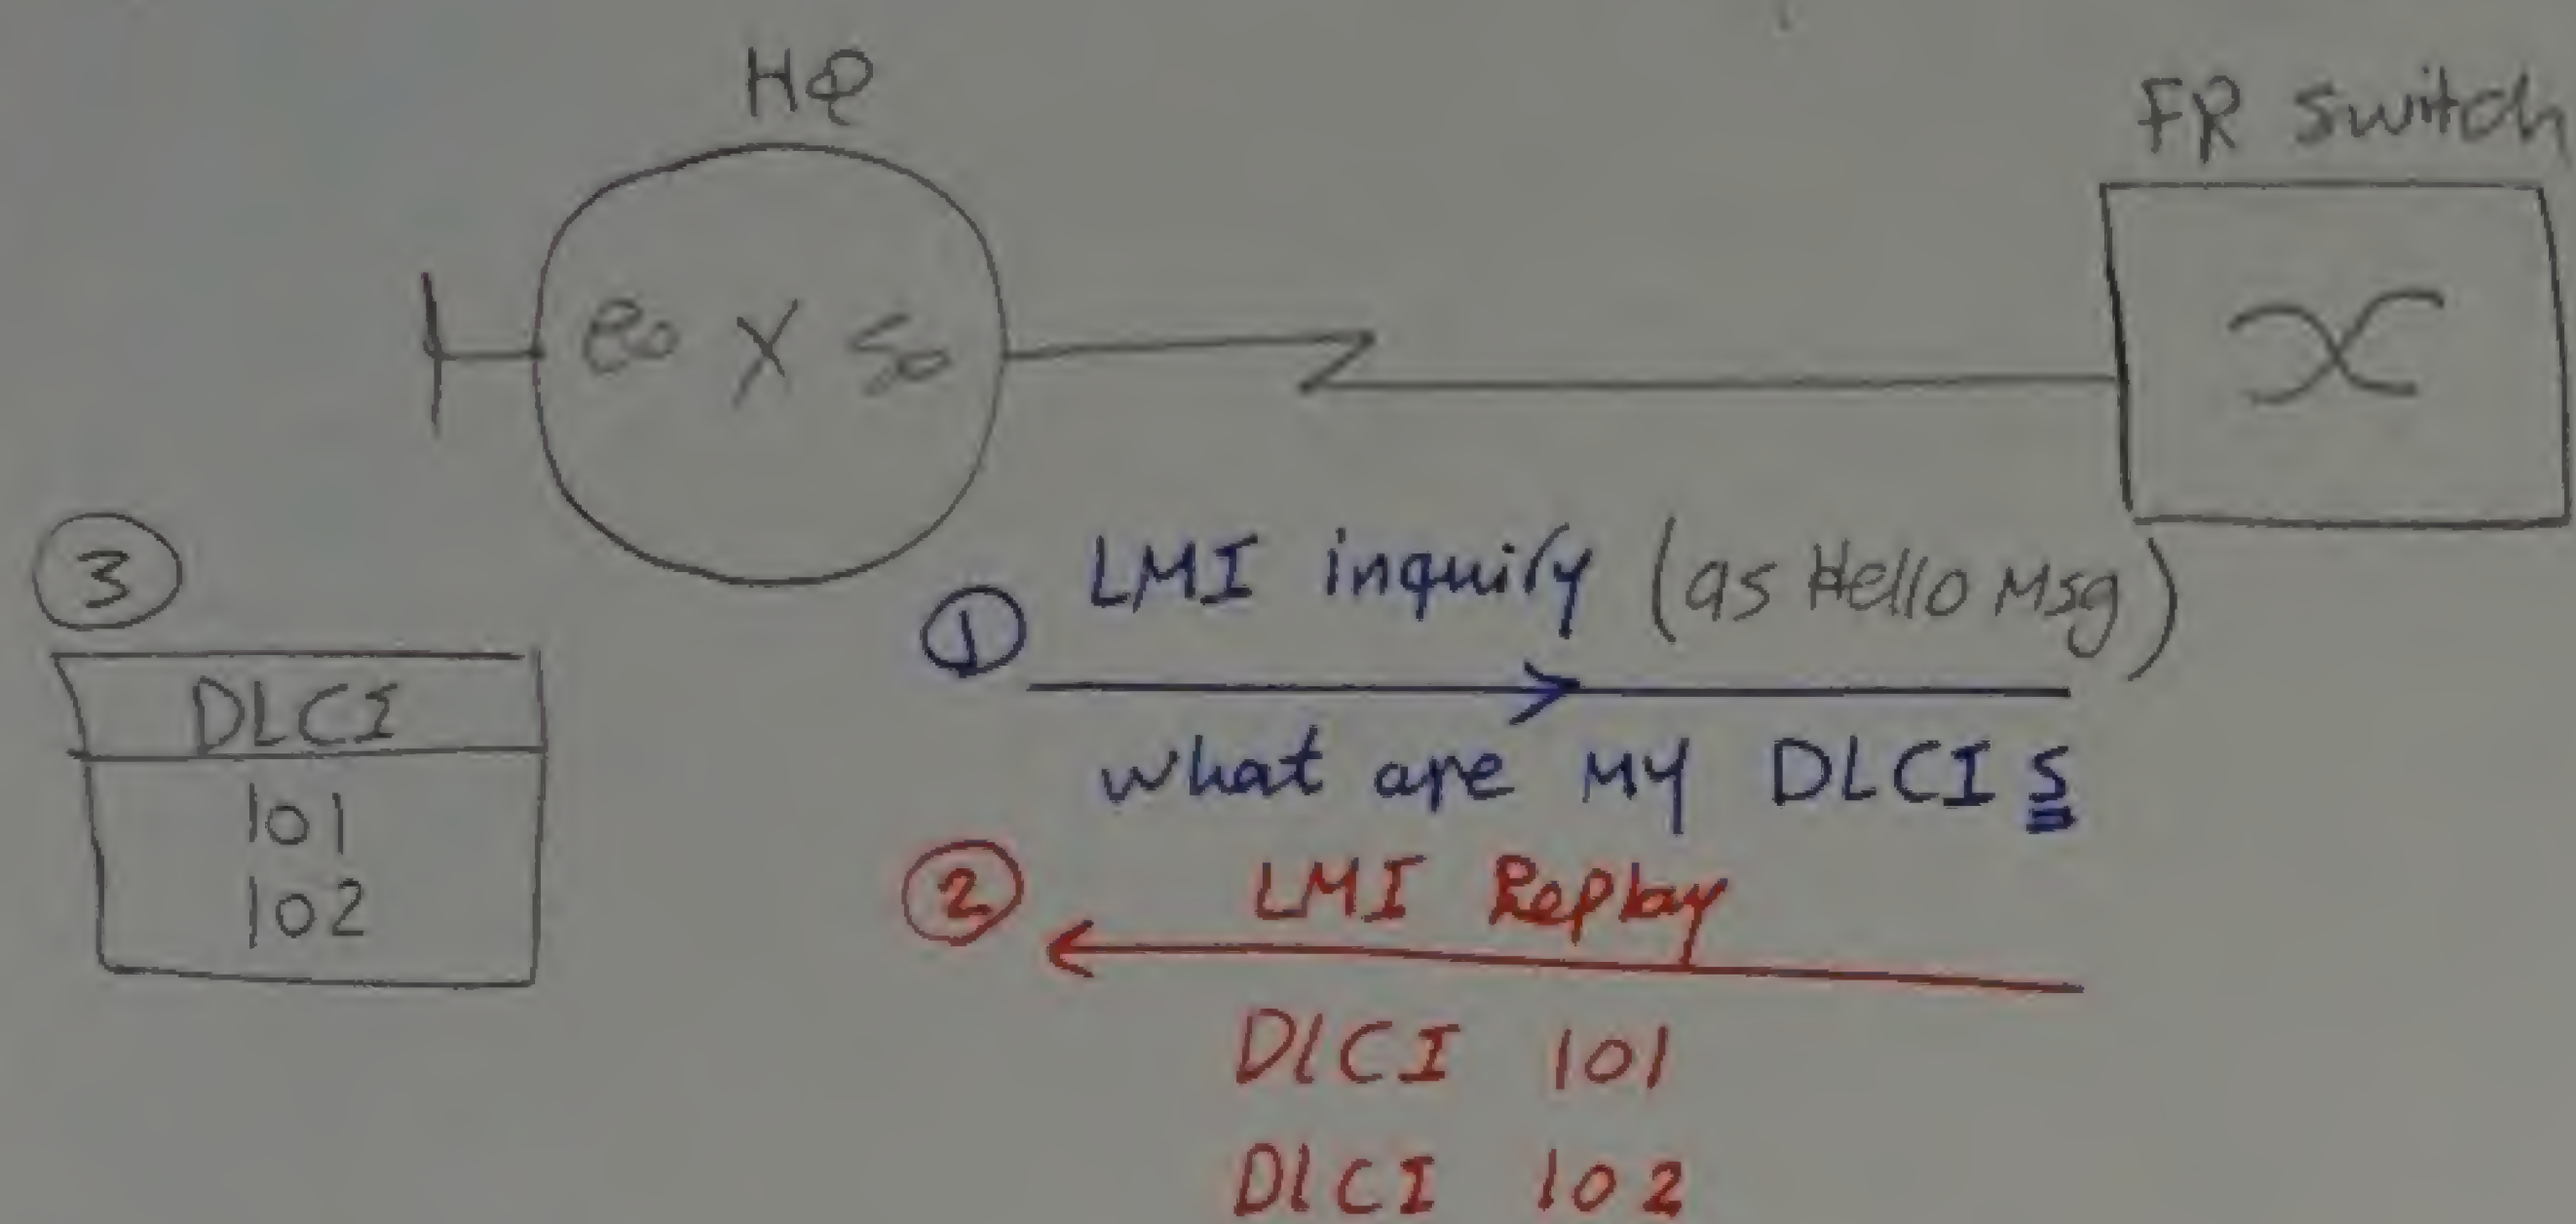 HQ
FR switch
e0 X S0
3
1 LMI inquiry (as Hello Msg)
what are my DLCI s
DLCI
101
102
2 LMI Replay
DLCI 101
DLCI 102